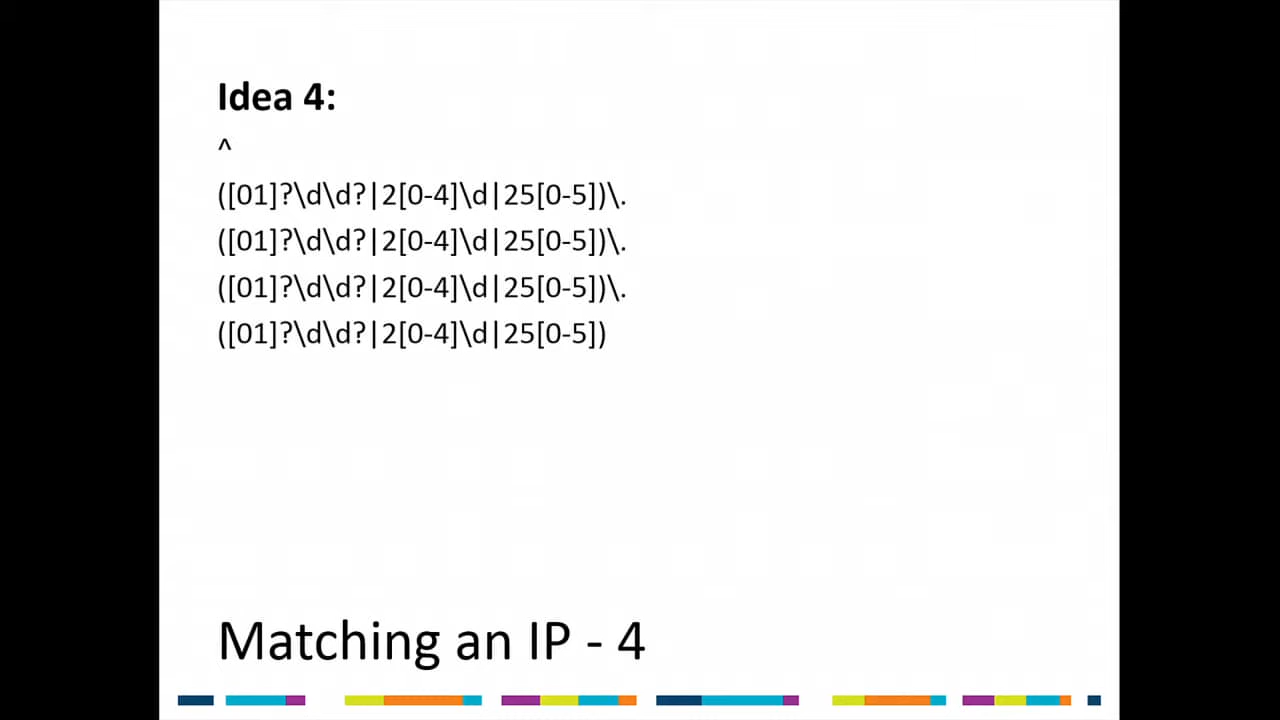 Idea 4:
^
([01]?\d\d?|2[0-4]\d|25[0-5])\.
([01]?\d\d?|2[0-4]\d|25[0-5])\.
([01]?\d\d?|2[0-4]\d|25[0-5])\.
([01]?\d\d?|2[0-4]\d|25[0-5])
Matching an IP - 4